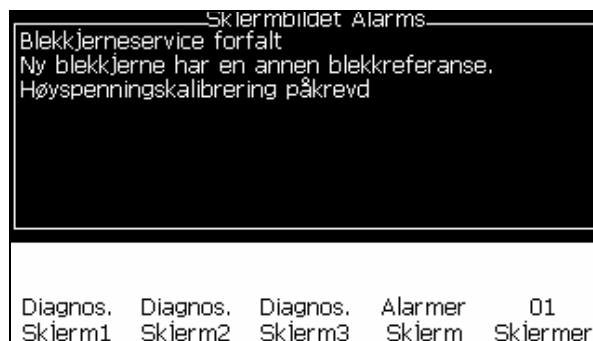 Skjermbildet Alarms
Blekkjerneservice forfalt
Ny blekkjerne har en annen blekkreferanse.
Høyspenningskalibrering påkrevd
Diagnos. Diagnos. Diagnos. Alarmer 01
Skjerm1 Skjerm2 Skjerm3 Skjerm Skjermer